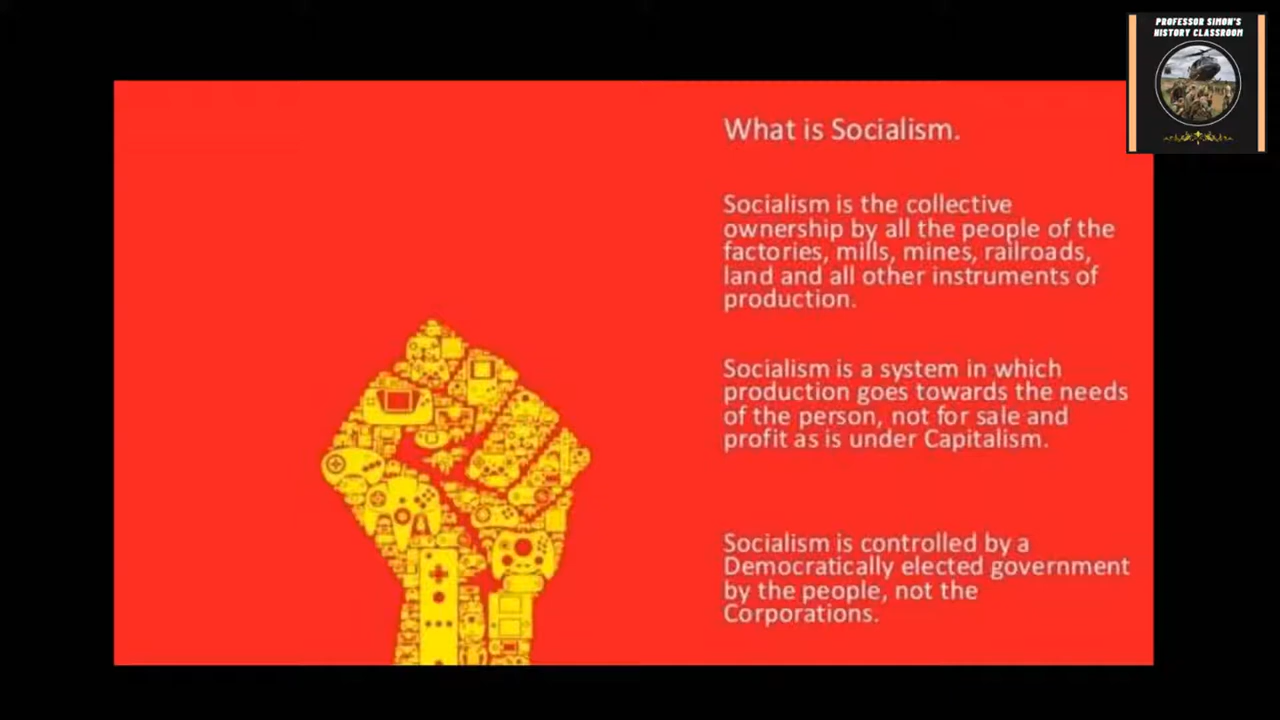 PROFESSOR SIMON'S
HISTORY CLASSROOM
What is Socialism.
Socialism is the collective
ownership by all the people of the
factories, mills, mines, railroads,
land and all other instruments of
production.
Socialism is a system in which
production goes towards the needs
of the person, not for sale and
profit as is under Capitalism.
Socialism is controlled by a
Democratically elected government
by the people, not the
Corporations.